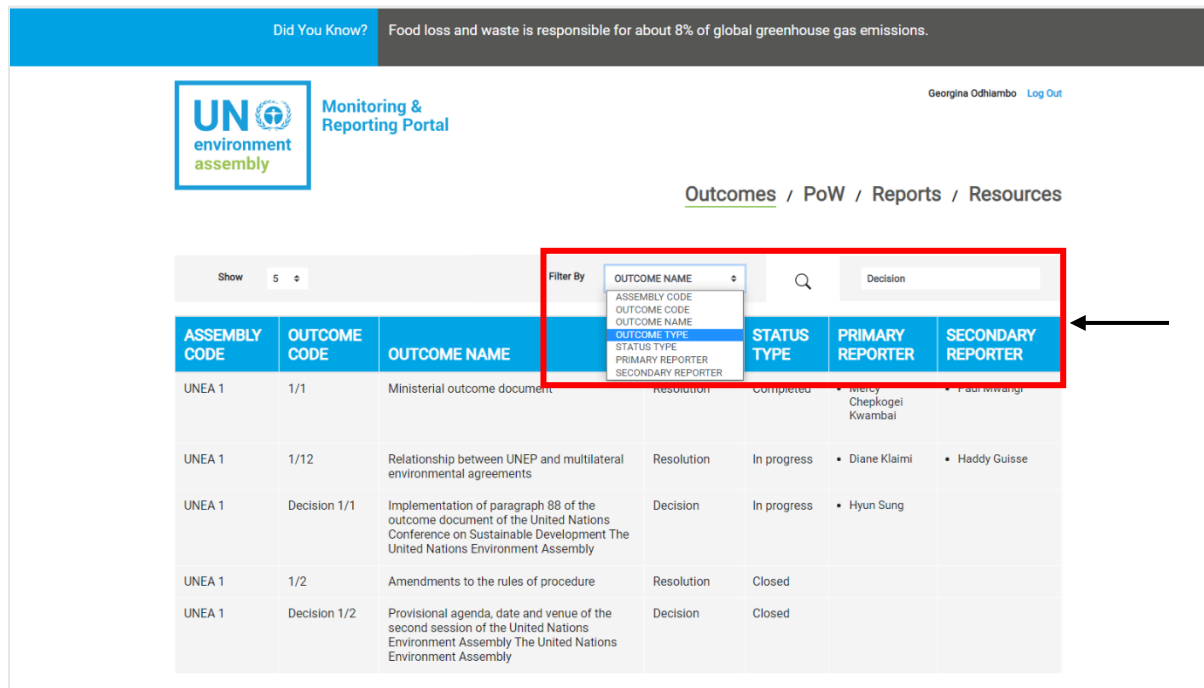 Did You Know? Food loss and waste is responsible for about 8% of global greenhouse gas emissions.
UN
environment
assembly
Monitoring &
Reporting Portal
Georgina Odhiambo Log Out
Outcomes / PoW / Reports / Resources
Show 5 Filter By OUTCOME NAME Decision
ASSEMBLY CODE
OUTCOME CODE
OUTCOME NAME
OUTCOME TYPE
STATUS TYPE
PRIMARY REPORTER
SECONDARY REPORTER
ASSEMBLY
CODE
OUTCOME
CODE
OUTCOME NAME
STATUS
TYPE
PRIMARY
REPORTER
SECONDARY
REPORTER
UNEA 1 1/1 Ministerial outcome document Resolution Completed • Mercy
Chepkogei
Kwambai
• Paul Mwangi
UNEA 1 1/12 Relationship between UNEP and multilateral
environmental agreements
Resolution In progress • Diane Klaimi • Haddy Guisse
UNEA 1 Decision 1/1 Implementation of paragraph 88 of the
outcome document of the United Nations
Conference on Sustainable Development The
United Nations Environment Assembly
Decision In progress • Hyun Sung
UNEA 1 1/2 Amendments to the rules of procedure Resolution Closed
UNEA 1 Decision 1/2 Provisional agenda, date and venue of the
second session of the United Nations
Environment Assembly The United Nations
Environment Assembly
Decision Closed